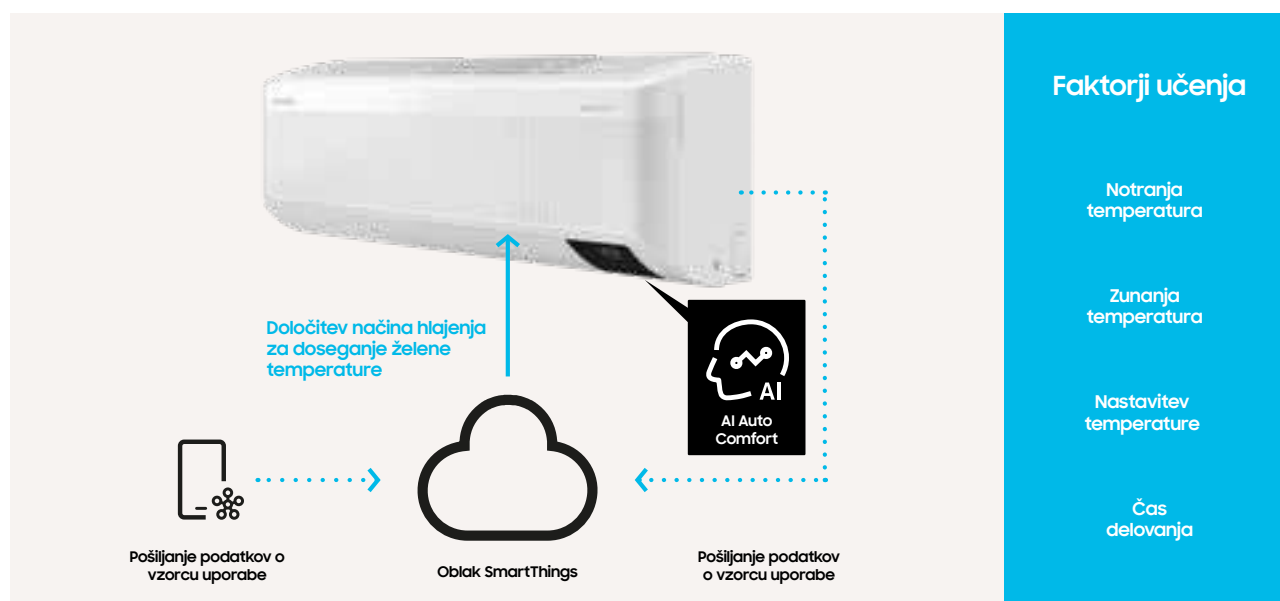 Faktorji učenja
Notranja
temperatura
Zunanja
temperatura
Nastavitev
temperature
Čas
delovanja
Določitev načina hlajenja
za doseganje želene
temperature
AI
AI Auto
Comfort
Pošiljanje podatkov o
vzorcu uporabe
Oblak SmartThings
Pošiljanje podatkov
o vzorcu uporabe